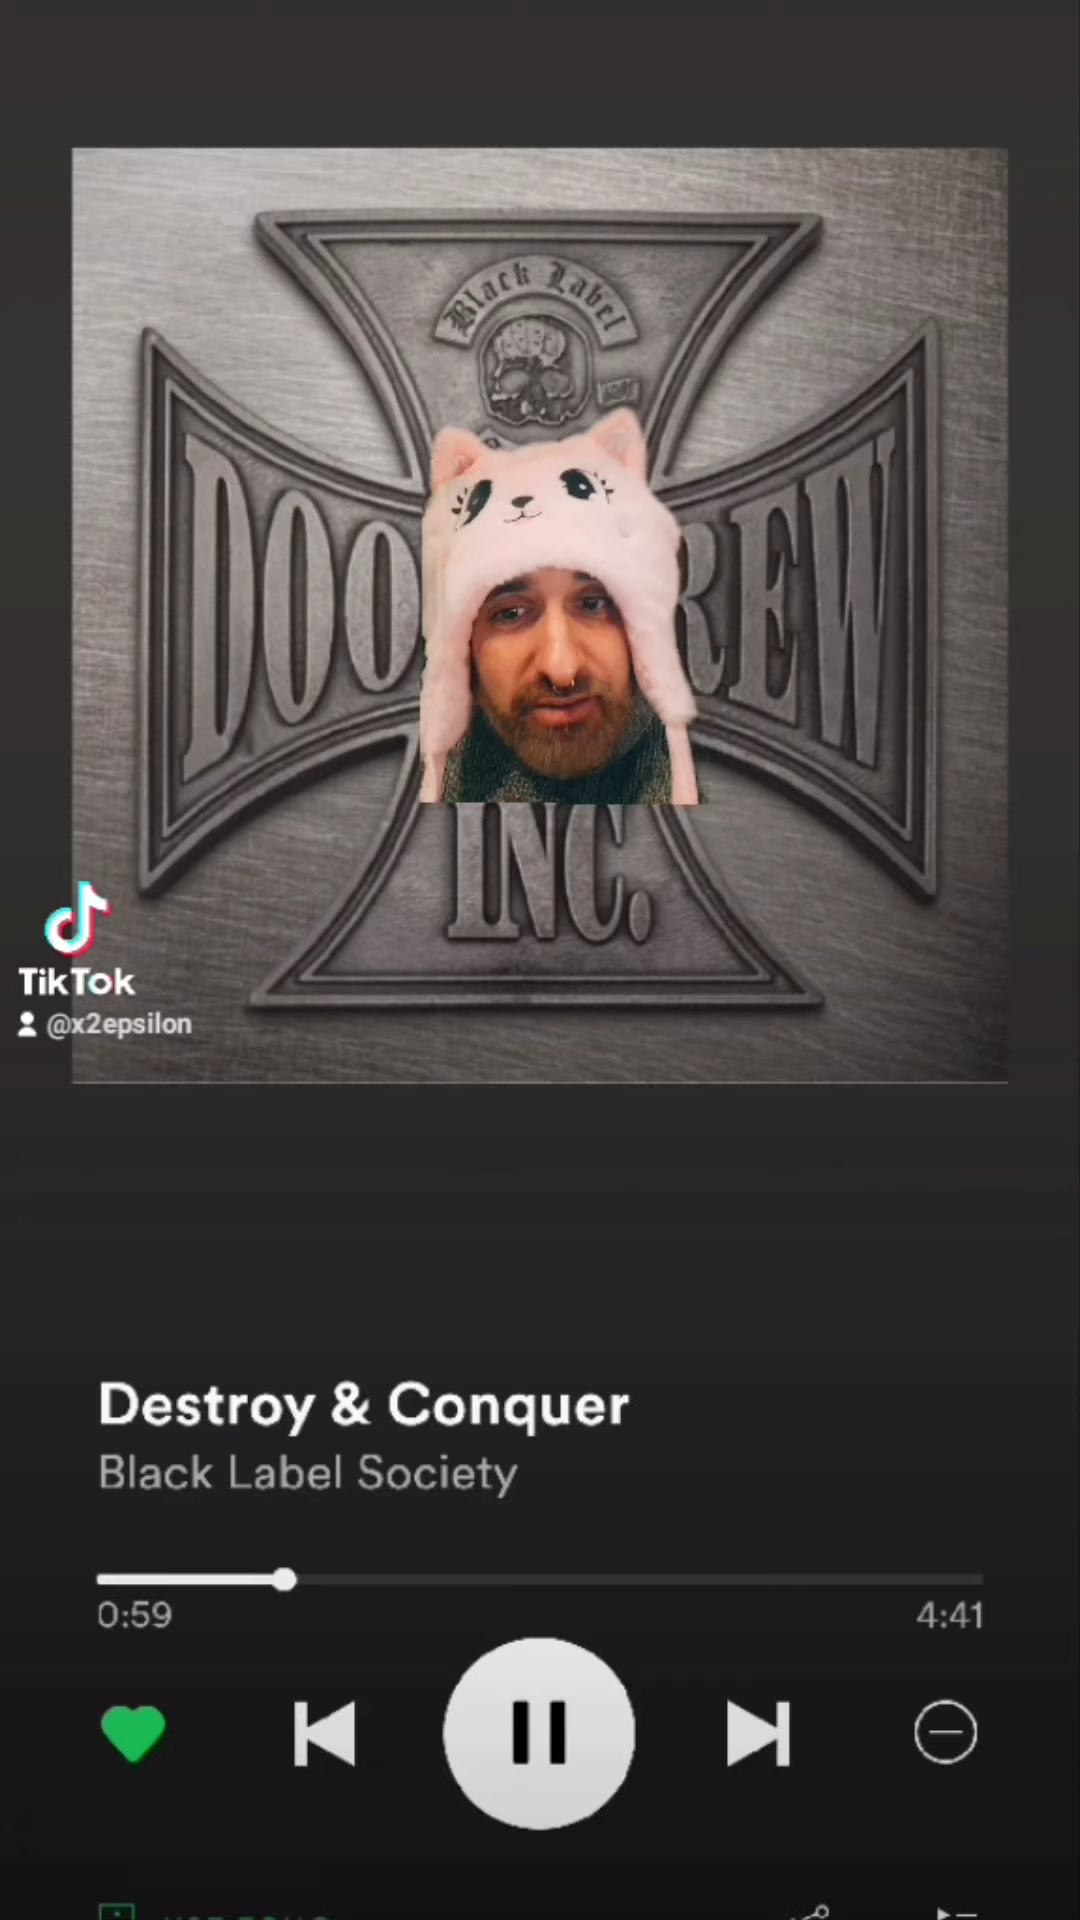 Black Label
DOO
REW
INC.
TikTok
@x2epsilon
Destroy & Conquer
Black Label Society
0:59
4:41